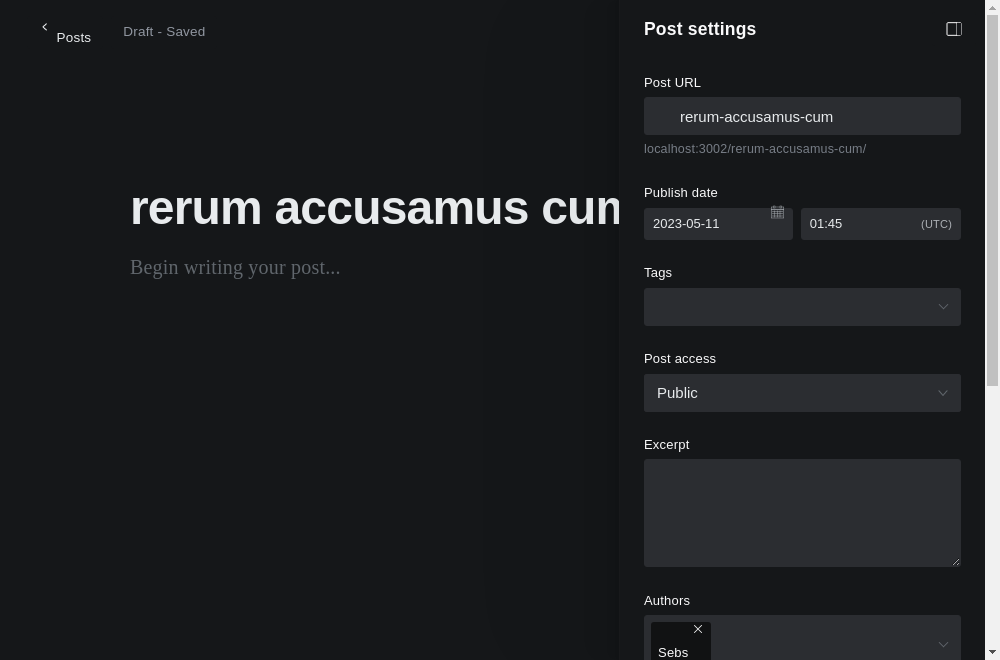 Posts
Draft - Saved
rerum accusamus cum
Begin writing your post...
Post settings
Post URL
rerum-accusamus-cum
localhost:3002/rerum-accusamus-cum/
Publish date
2023-05-11
01:45
(UTC)
Tags
Post access
Public
Excerpt
Authors
Sebs